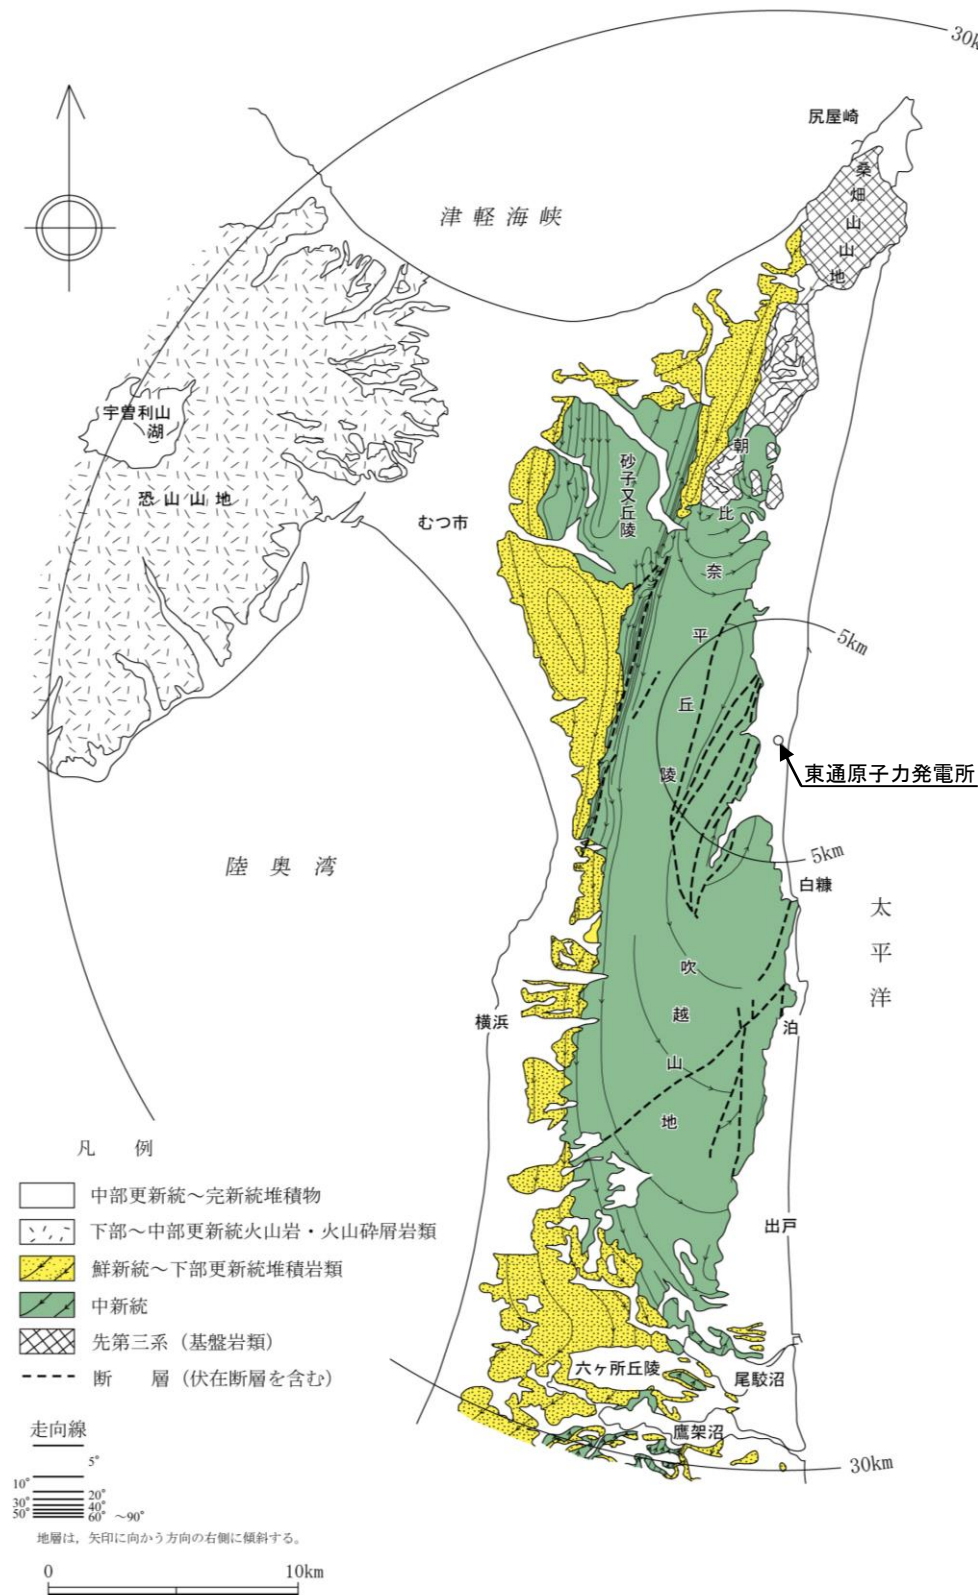 30k
尻屋崎
桑畑山山地
津軽海峡
宇曽利山
湖
恐山山地
むつ市
砂子又丘陵
朝比奈平丘陵
5km
東通原子力発電所
5km
陸奥湾
白糠
太平洋
吹越山地
横浜
泊
出戸
六ヶ所丘陵
尾駮沼
鷹架沼
30km
凡 例
中部更新統～完新統堆積物
下部～中部更新統火山岩・火山砕屑岩類
鮮新統～下部更新統堆積岩類
中新統
先第三系（基盤岩類）
断 層（伏在断層を含む）
走向線
5°
10°
20°
30°
40°
50°
60° ～90°
地層は，矢印に向かう方向の右側に傾斜する。
0 10km